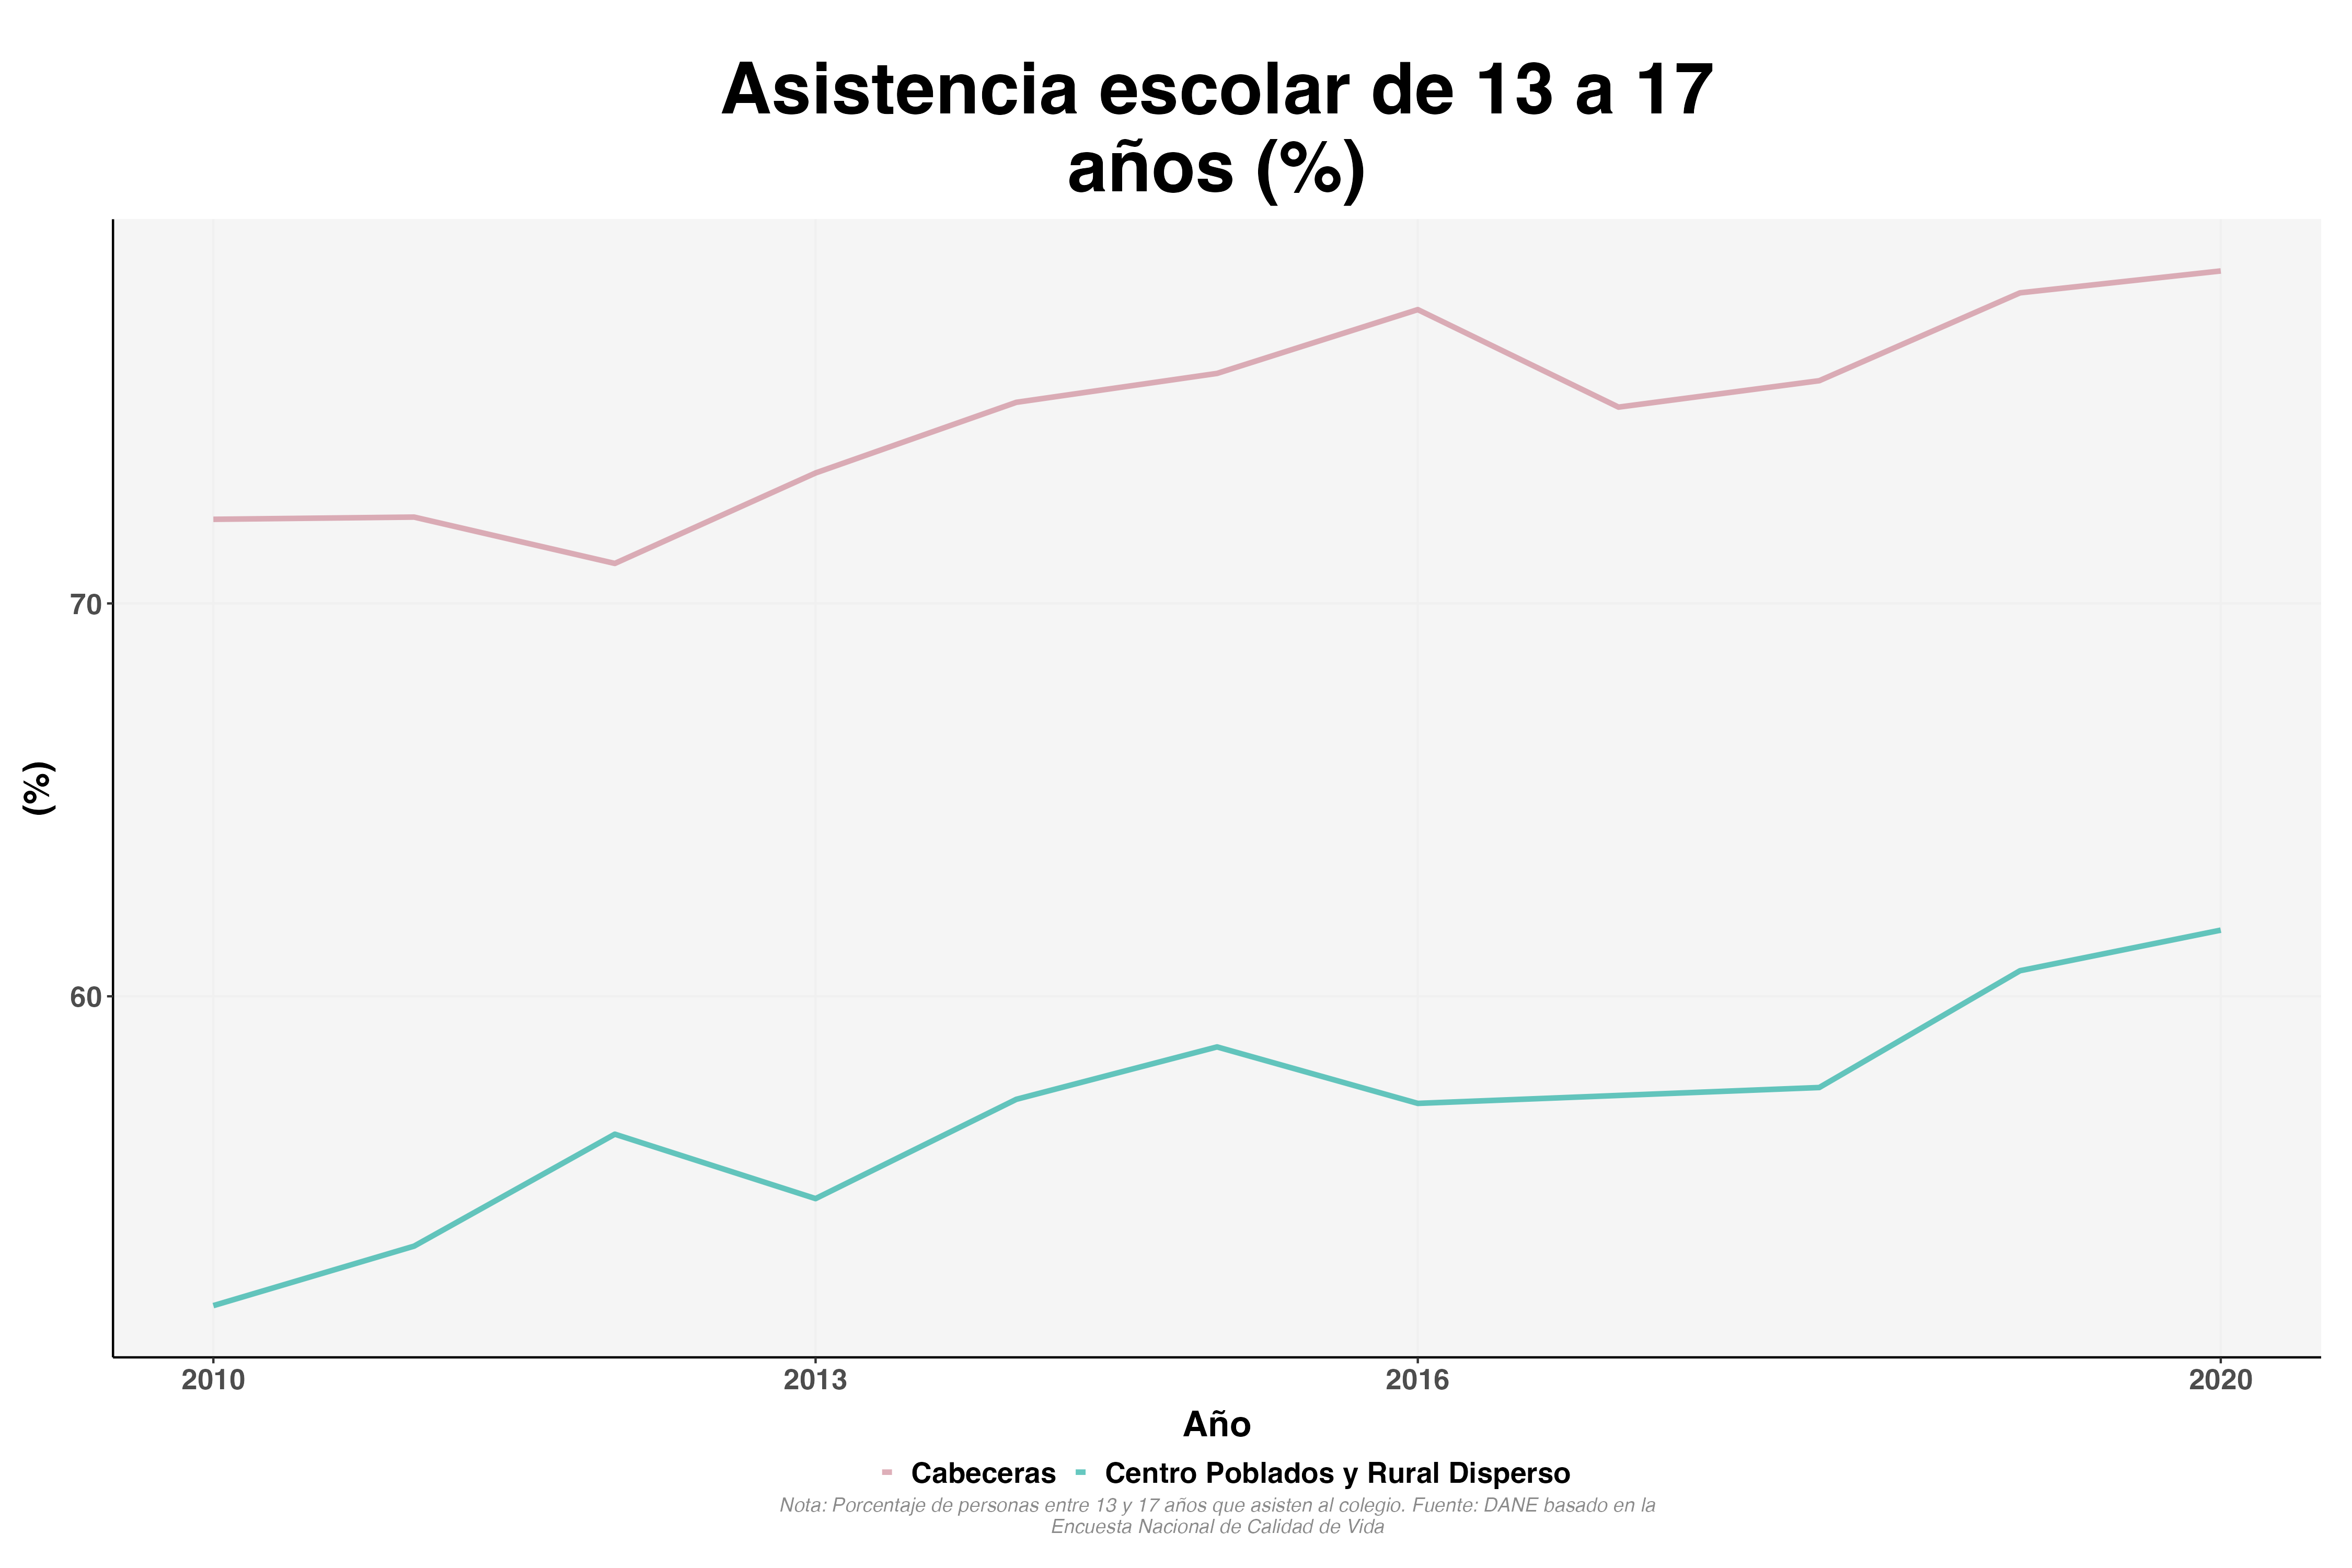 Asistencia escolar de 13 a 17
años (%)
(%)
70
60
2010 2013 2016 2020
Año
Cabeceras Centro Poblados y Rural Disperso
Nota: Porcentaje de personas entre 13 y 17 años que asisten al colegio. Fuente: DANE basado en la
Encuesta Nacional de Calidad de Vida